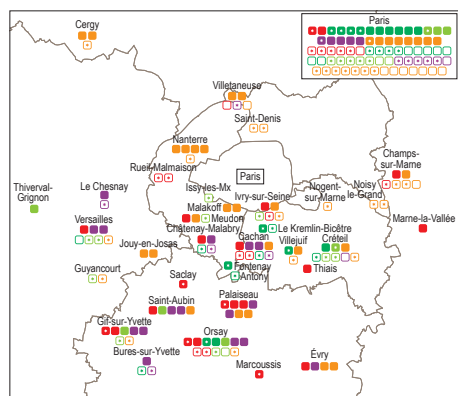 Paris
Cergy
Villetaneuse
Saint-Denis
Nanterre
Champs-
sur-Marne
Rueil-Malmaison
Paris
Issy-les-Mx
Le Chesnay
Thiverval-
Grignon
Ivry-sur-Seine
Nogent-
sur-Marne
Noisy
-le-Grand
Malakoff
Meudon
Versailles
Châtenay-Malabry
Le Kremlin-Bicêtre
Marne-la-Vallée
Jouy-en-Josas
Cachan
Villejuif
Créteil
Guyancourt
Fontenay
Antony
Thiais
Saclay
Saint-Aubin
Palaiseau
Gif-sur-Yvette
Orsay
Bures-sur-Yvette
Marcoussis
Évry